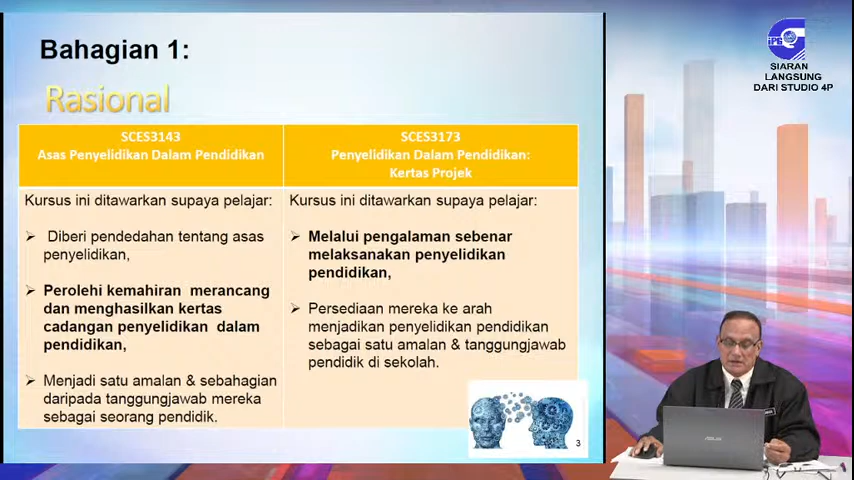 Bahagian 1:
Rasional
SCES3143
Asas Penyelidikan Dalam Pendidikan
Kursus ini ditawarkan supaya pelajar:
➢ Diberi pendedahan tentang asas
penyelidikan,
➢ Perolehi kemahiran merancang
dan menghasilkan kertas
cadangan penyelidikan dalam
pendidikan,
➢ Menjadi satu amalan & sebahagian
daripada tanggungjawab mereka
sebagai seorang pendidik.
SCES3173
Penyelidikan Dalam Pendidikan:
Kertas Projek
Kursus ini ditawarkan supaya pelajar:
➢ Melalui pengalaman sebenar
melaksanakan penyelidikan
pendidikan,
➢ Persediaan mereka ke arah
menjadikan penyelidikan pendidikan
sebagai satu amalan & tanggungjawab
pendidik di sekolah.
3
iPG
SIARAN
LANGSUNG
DARI STUDIO 4P
ASUS